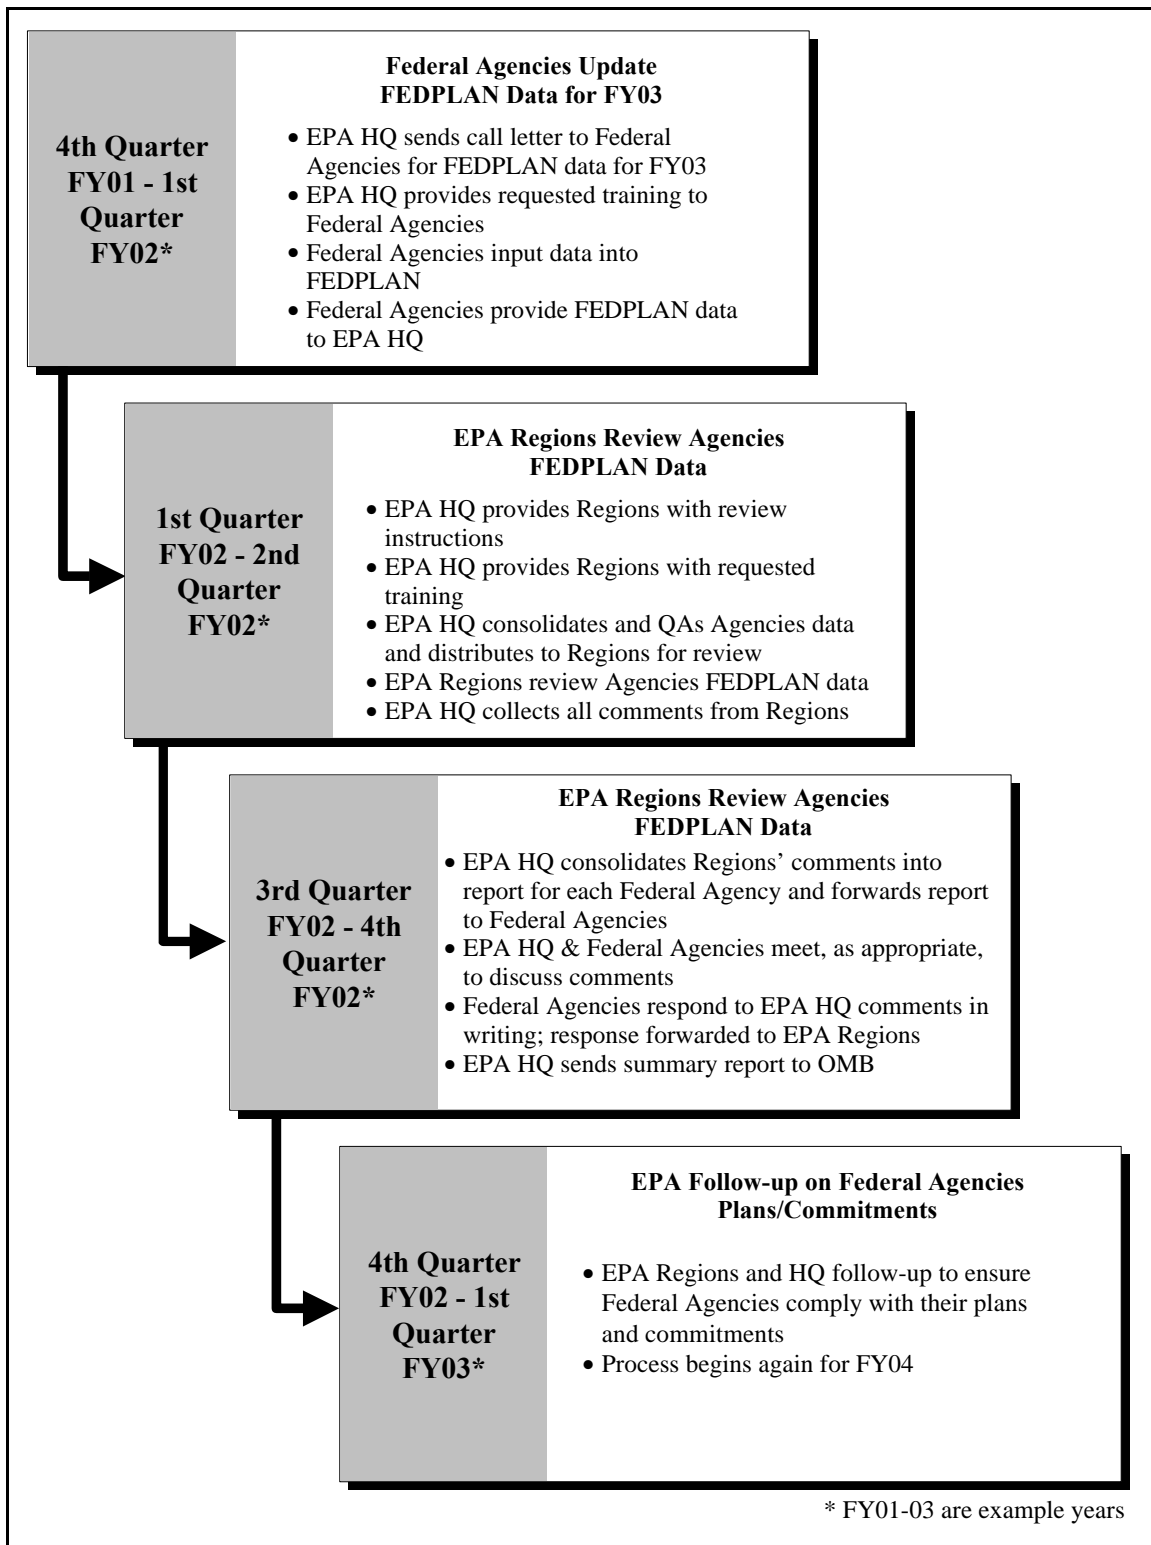 4th Quarter
FY01 - 1st
Quarter
FY02*
Federal Agencies Update
FEDPLAN Data for FY03
• EPA HQ sends call letter to Federal
Agencies for FEDPLAN data for FY03
• EPA HQ provides requested training to
Federal Agencies
• Federal Agencies input data into
FEDPLAN
• Federal Agencies provide FEDPLAN data
to EPA HQ
1st Quarter
FY02 - 2nd
Quarter
FY02*
EPA Regions Review Agencies
FEDPLAN Data
• EPA HQ provides Regions with review
instructions
• EPA HQ provides Regions with requested
training
• EPA HQ consolidates and QAs Agencies data
and distributes to Regions for review
• EPA Regions review Agencies FEDPLAN data
• EPA HQ collects all comments from Regions
3rd Quarter
FY02 - 4th
Quarter
FY02*
EPA Regions Review Agencies
FEDPLAN Data
• EPA HQ consolidates Regions’ comments into
report for each Federal Agency and forwards report
to Federal Agencies
• EPA HQ & Federal Agencies meet, as appropriate,
to discuss comments
• Federal Agencies respond to EPA HQ comments in
writing; response forwarded to EPA Regions
• EPA HQ sends summary report to OMB
4th Quarter
FY02 - 1st
Quarter
FY03*
EPA Follow-up on Federal Agencies
Plans/Commitments
• EPA Regions and HQ follow-up to ensure
Federal Agencies comply with their plans
and commitments
• Process begins again for FY04
* FY01-03 are example years